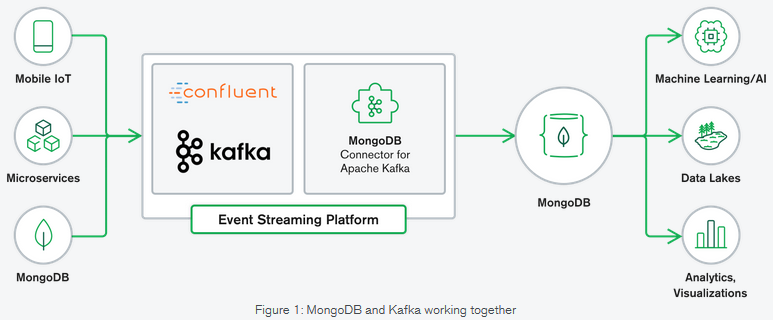 Mobile IoT
Microservices
MongoDB
confluent
kafka
MongoDB
Connector for
Apache Kafka
Event Streaming Platform
MongoDB
Machine Learning/AI
Data Lakes
Analytics,
Visualizations
Figure 1: MongoDB and Kafka working together